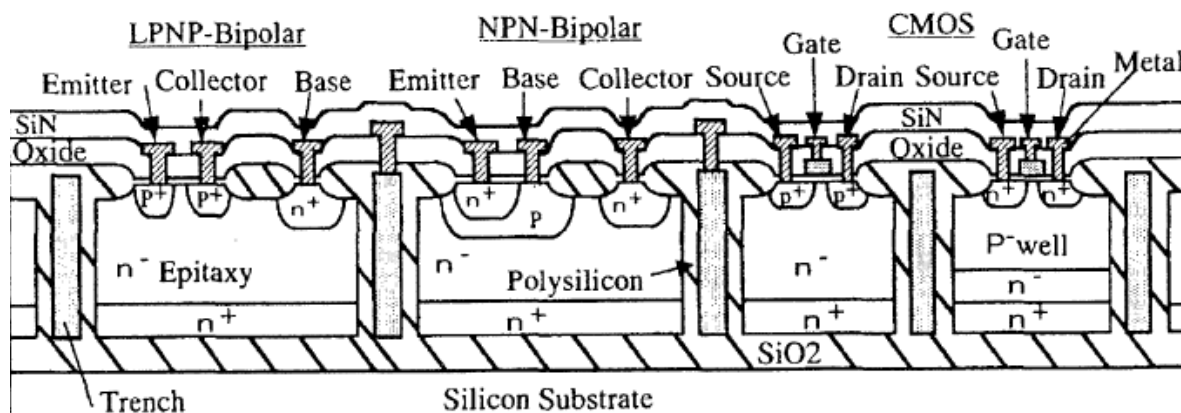 LPNP-Bipolar NPN-Bipolar CMOS
Gate Gate
Emitter Collector Base Emitter Base Collector Source Drain Source Drain Metal
SiN SiN
Oxide Oxide
P+ P+ n+ n+ P n+ p+ p+ n+ n+
n- Epitaxy n- Polysilicon n- P-well
n-
n+ n+ n+ n+
SiO2
Trench Silicon Substrate